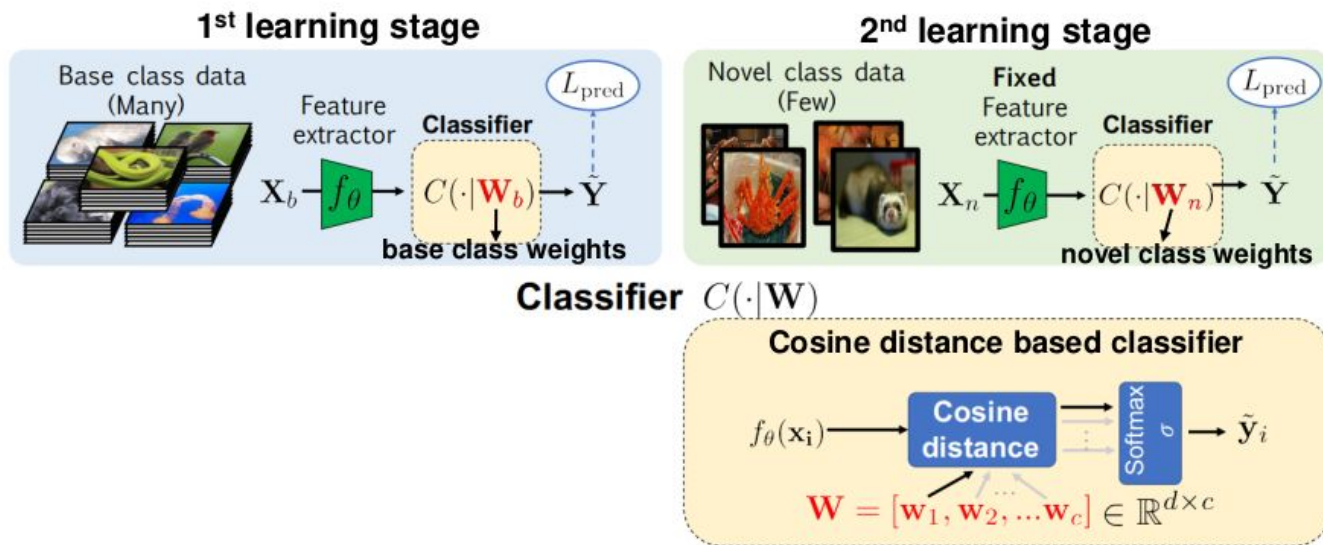 1st learning stage
Base class data
(Many)
Feature
extractor
Classifier
L_pred
X_b
f_θ
C(·|W_b)
Ỹ
base class weights
2nd learning stage
Novel class data
(Few)
Fixed
Feature
extractor
Classifier
L_pred
X_n
f_θ
C(·|W_n)
Ỹ
novel class weights
Classifier C(·|W)
Cosine distance based classifier
f_θ(x_i)
Cosine
distance
Softmax
σ
ỹ_i
W = [w_1, w_2, ...w_c] ∈ ℝ^{d×c}